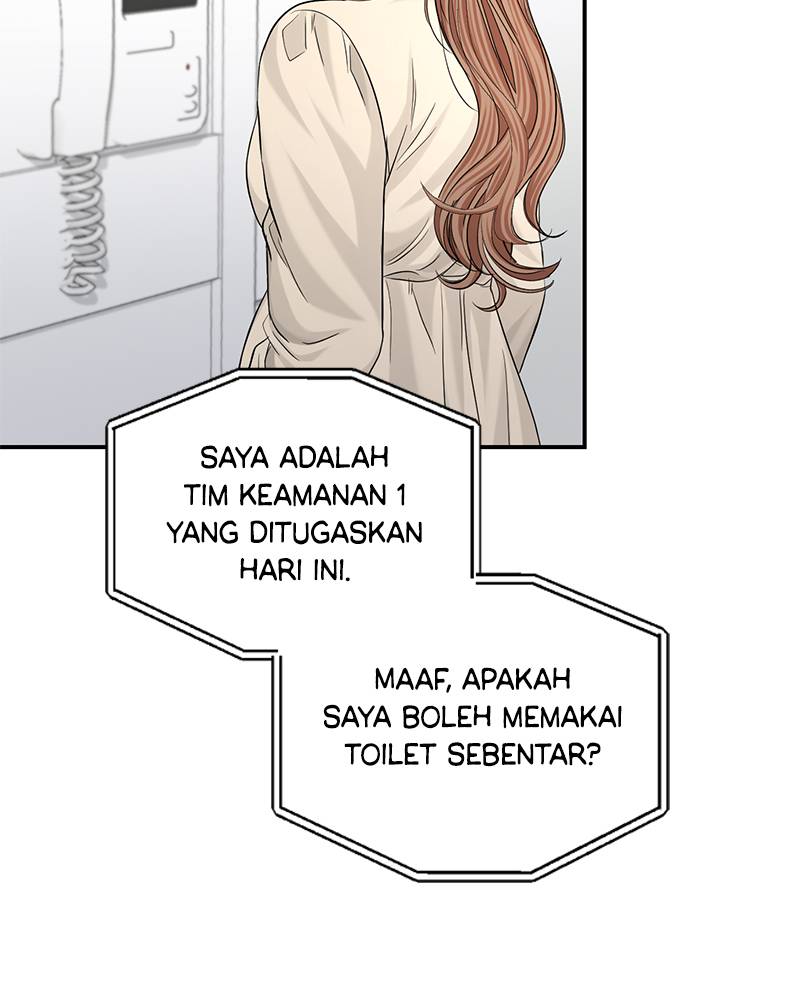 SAYA ADALAH
TIM KEAMANAN 1
YANG DITUGASKAN
HARI INI.
MAAF, APAKAH
SAYA BOLEH MEMAKAI
TOILET SEBENTAR?